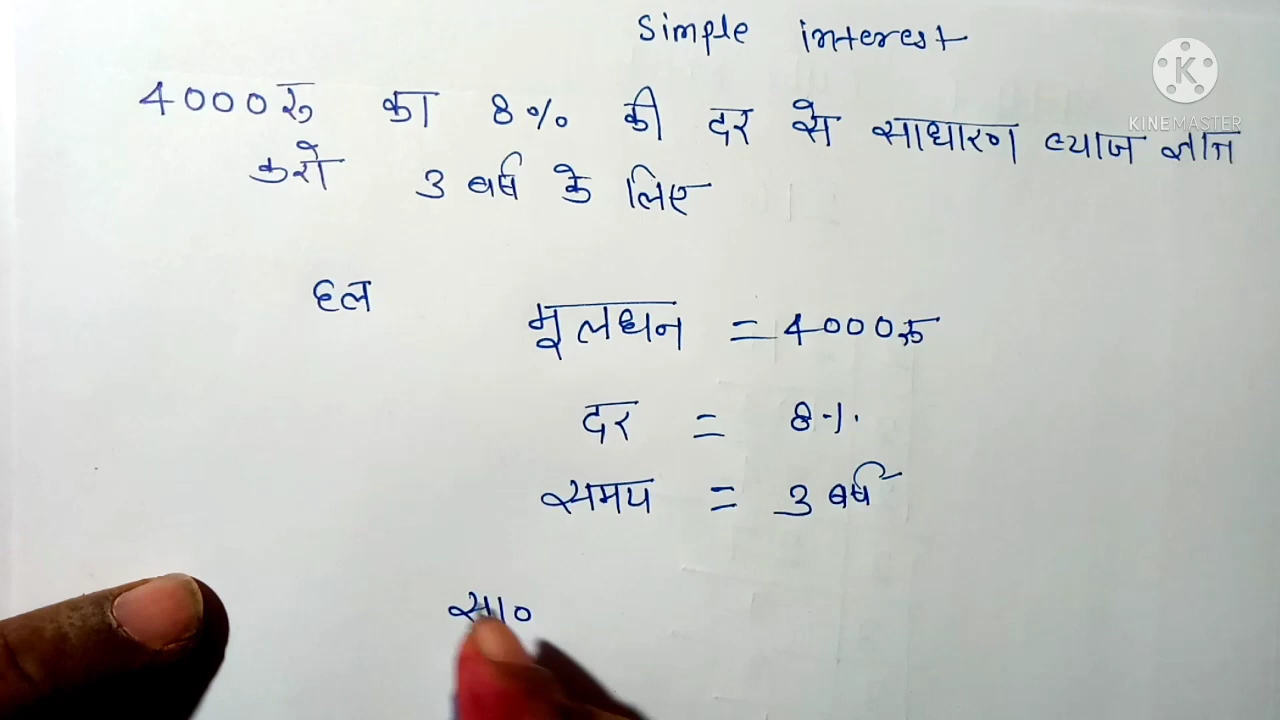 Simple interest
K
KINEMASTER
4000रु का 8% की दर से साधारण ब्याज ज्ञात
करो 3 वर्ष के लिए
हल
मूलधन = 4000रु
दर = 8%
समय = 3 वर्ष
सा०